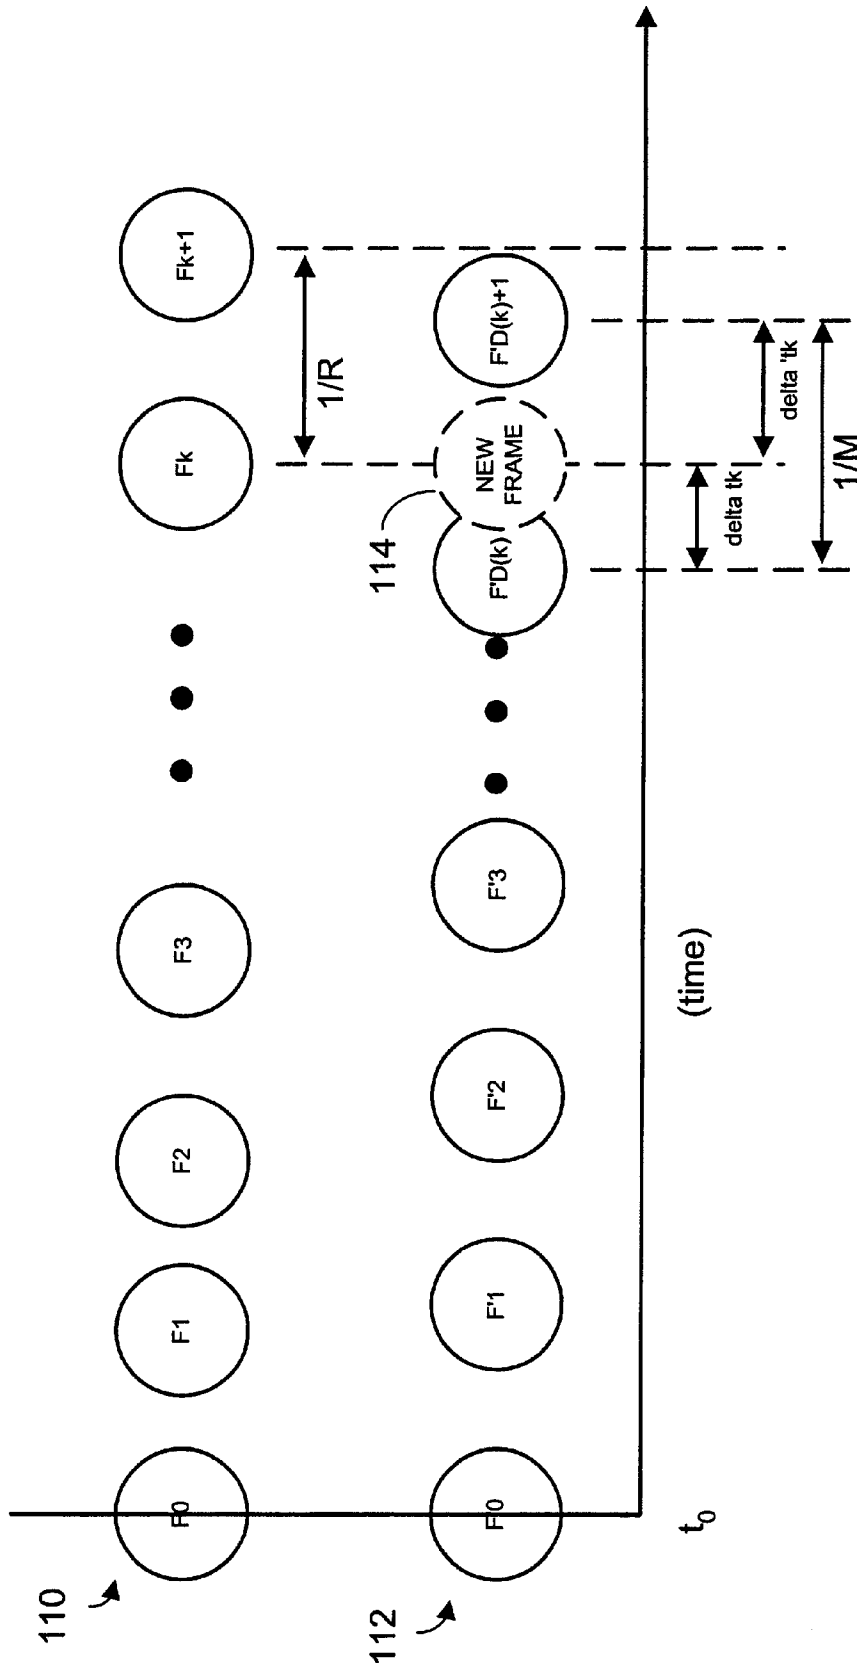 110
F0
F1
F2
F3
Fk
Fk+1
1/R
112
F'0
F'1
F'2
F'3
F'D(k)
NEW
FRAME
F'D(k)+1
114
t0
(time)
delta tk
delta 'tk
1/M